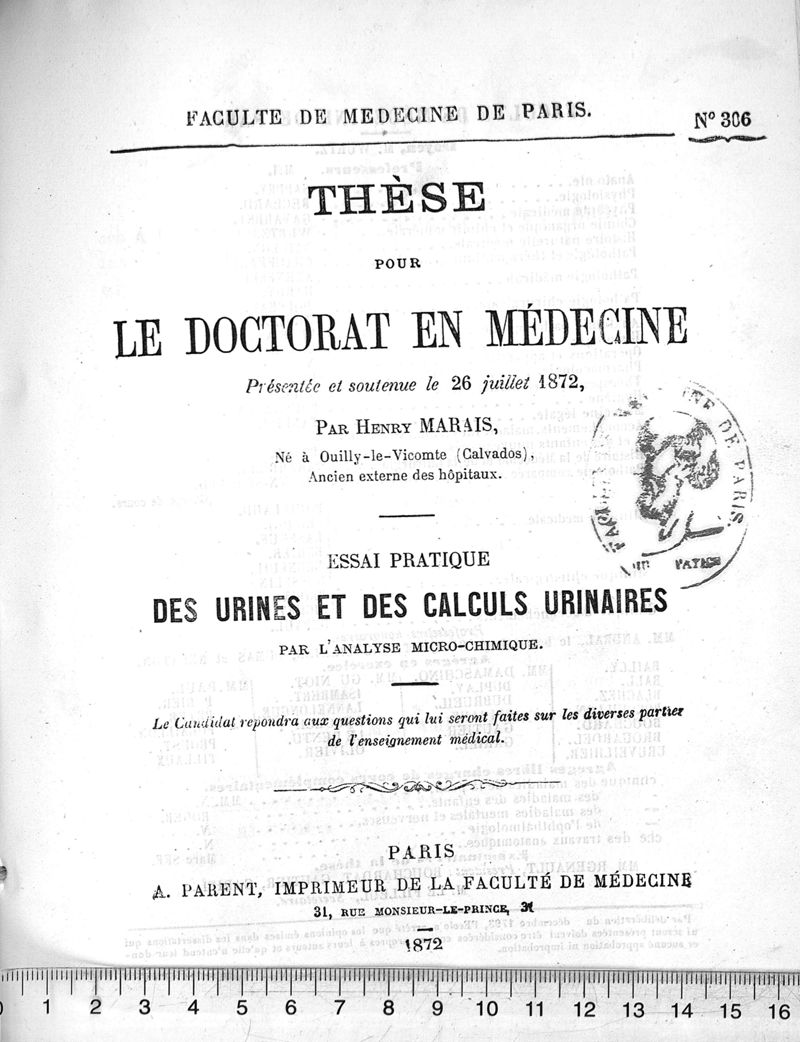 FACULTE DE MEDECINE DE PARIS.
Nº 306
THÈSE
POUR
LE DOCTORAT EN MÉDECINE
Présentée et soutenue le 26 juillet 1872,
PAR HENRY MARAIS,
Né à Ouilly-le-Vicomte (Calvados),
Ancien externe des hôpitaux.
ESSAI PRATIQUE
DES URINES ET DES CALCULS URINAIRES
PAR L'ANALYSE MICRO-CHIMIQUE.
Le Candidat repondra aux questions qui lui seront faites sur les diverses parties
de l'enseignement médical.
PARIS
A. PARENT, IMPRIMEUR DE LA FACULTÉ DE MÉDECINE
31, RUE MONSIEUR-LE-PRINCE, 31
1872
0 1 2 3 4 5 6 7 8 9 10 11 12 13 14 15 16